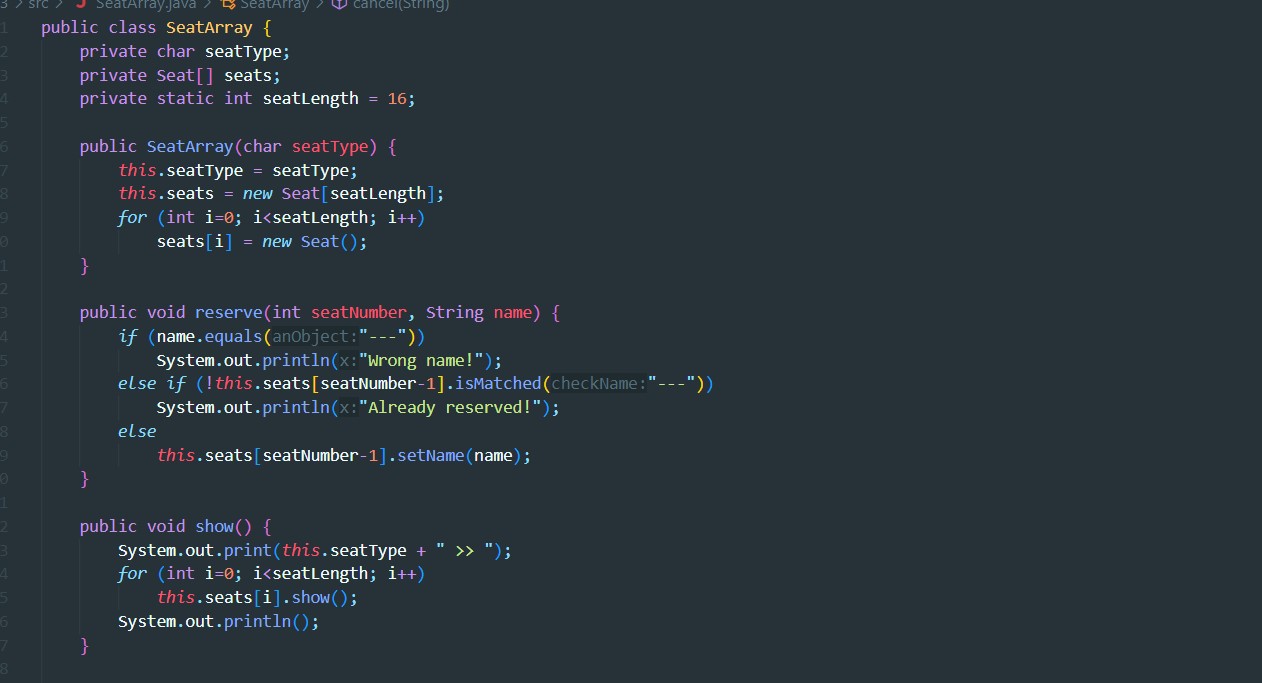 3 > src > J SeatArray.java > SeatArray > cancel(String)
1 public class SeatArray {
2     private char seatType;
3     private Seat[] seats;
4     private static int seatLength = 16;
5
6     public SeatArray(char seatType) {
7         this.seatType = seatType;
8         this.seats = new Seat[seatLength];
9         for (int i=0; i<seatLength; i++)
0             seats[i] = new Seat();
1     }
2
3     public void reserve(int seatNumber, String name) {
4         if (name.equals(anObject:"---"))
5             System.out.println(x:"Wrong name!");
6         else if (!this.seats[seatNumber-1].isMatched(checkName:"---"))
7             System.out.println(x:"Already reserved!");
8         else
9             this.seats[seatNumber-1].setName(name);
0     }
1
2     public void show() {
3         System.out.print(this.seatType + " >> ");
4         for (int i=0; i<seatLength; i++)
5             this.seats[i].show();
6         System.out.println();
7     }
8